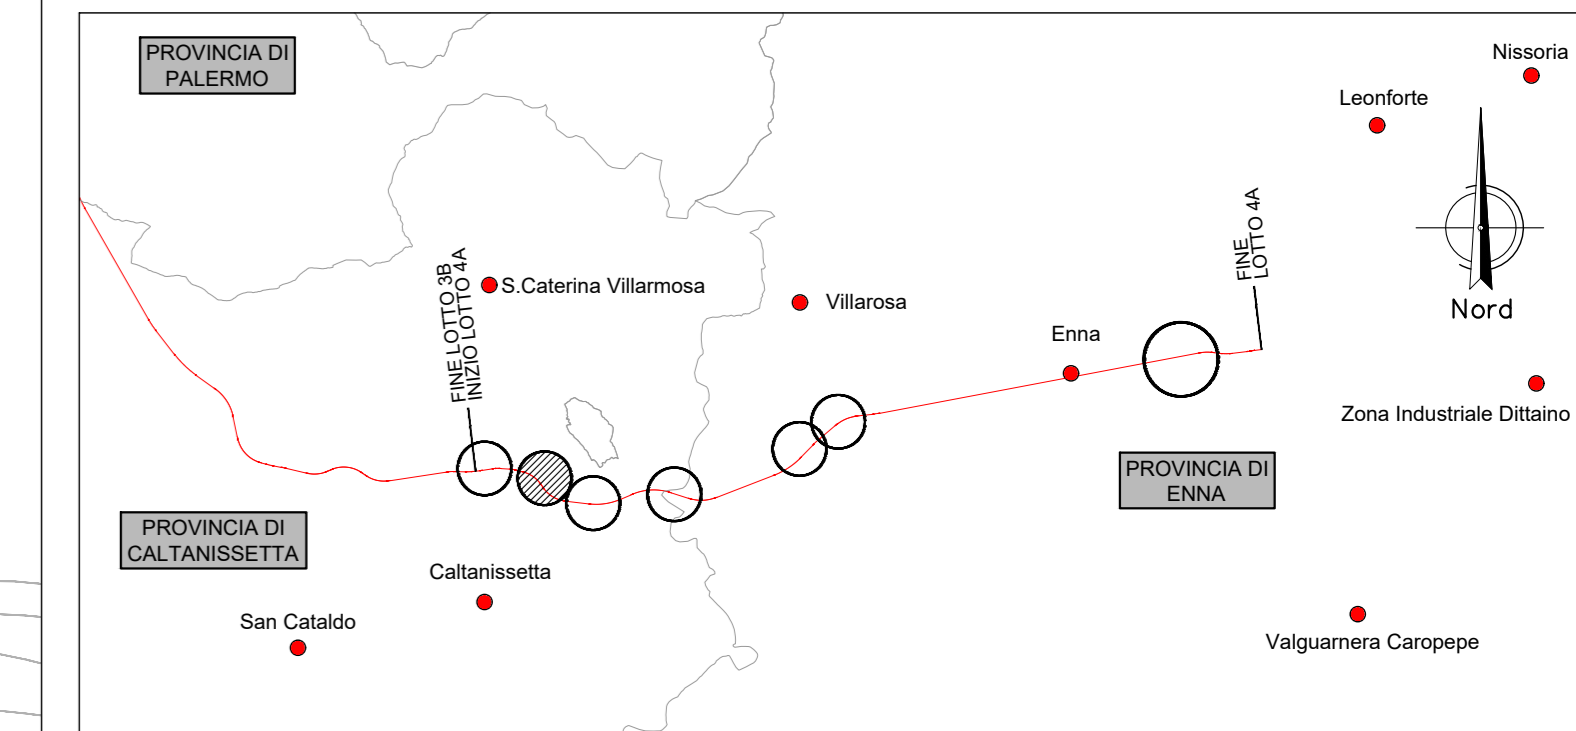 PROVINCIA DI
PALERMO
Nissoria
Leonforte
FINE LOTTO 3B
INIZIO LOTTO 4A
S.Caterina Villarmosa
Villarosa
Enna
FINE
LOTTO 4A
Nord
Zona Industriale Dittaino
PROVINCIA DI
ENNA
PROVINCIA DI
CALTANISSETTA
Caltanissetta
San Cataldo
Valguarnera Caropepe